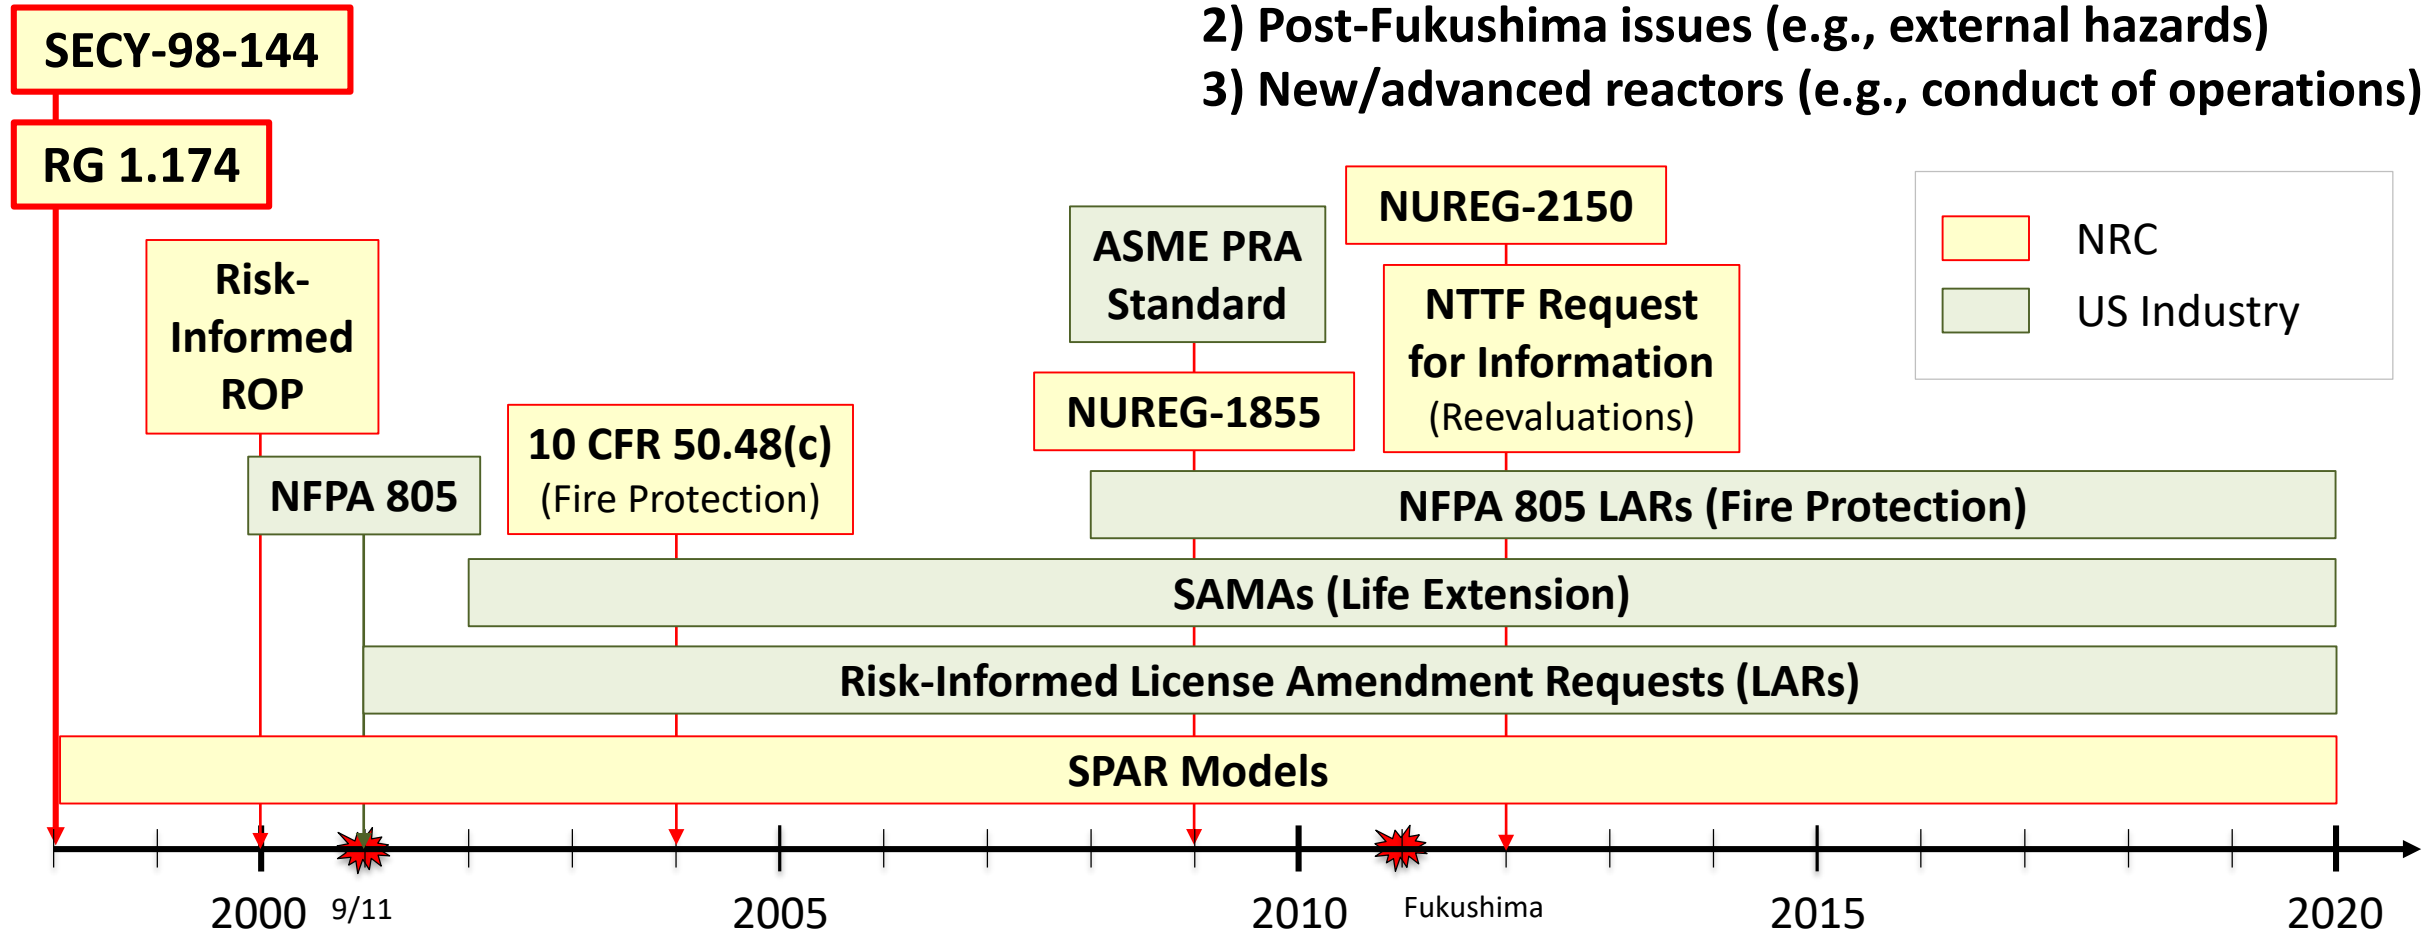 SECY-98-144
RG 1.174
2) Post-Fukushima issues (e.g., external hazards)
3) New/advanced reactors (e.g., conduct of operations)
NRC
US Industry
Risk-
Informed
ROP
NFPA 805
10 CFR 50.48(c)
(Fire Protection)
ASME PRA
Standard
NUREG-1855
NUREG-2150
NTTF Request
for Information
(Reevaluations)
NFPA 805 LARs (Fire Protection)
SAMAs (Life Extension)
Risk-Informed License Amendment Requests (LARs)
SPAR Models
2000
9/11
2005
2010
Fukushima
2015
2020